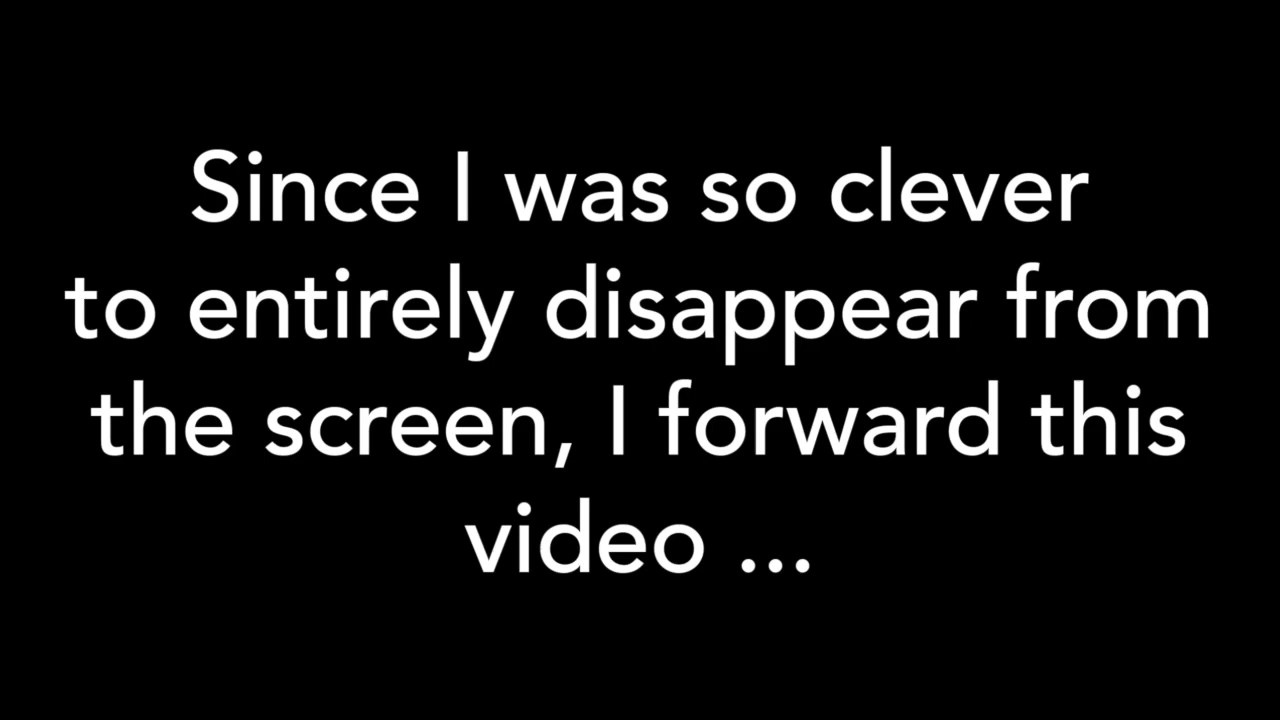 Since I was so clever
to entirely disappear from
the screen, I forward this
video ...